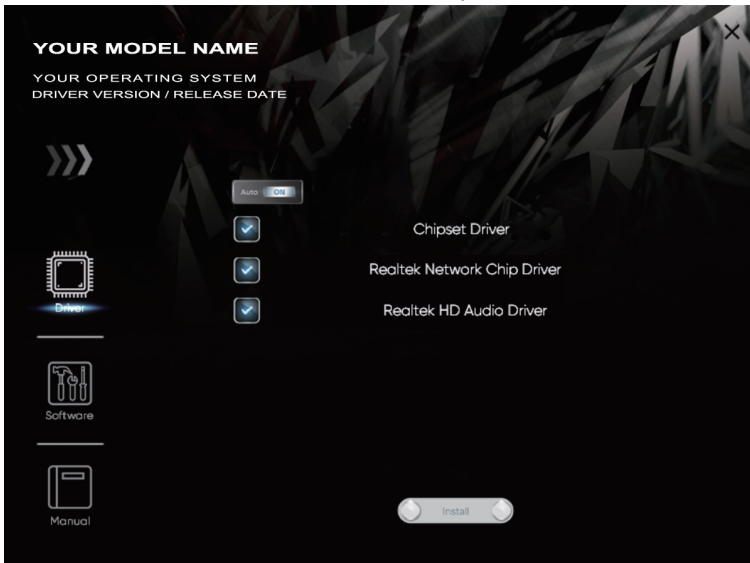 YOUR MODEL NAME
YOUR OPERATING SYSTEM
DRIVER VERSION / RELEASE DATE
Auto ON
Chipset Driver
Realtek Network Chip Driver
Realtek HD Audio Driver
Driver
Software
Manual
Install